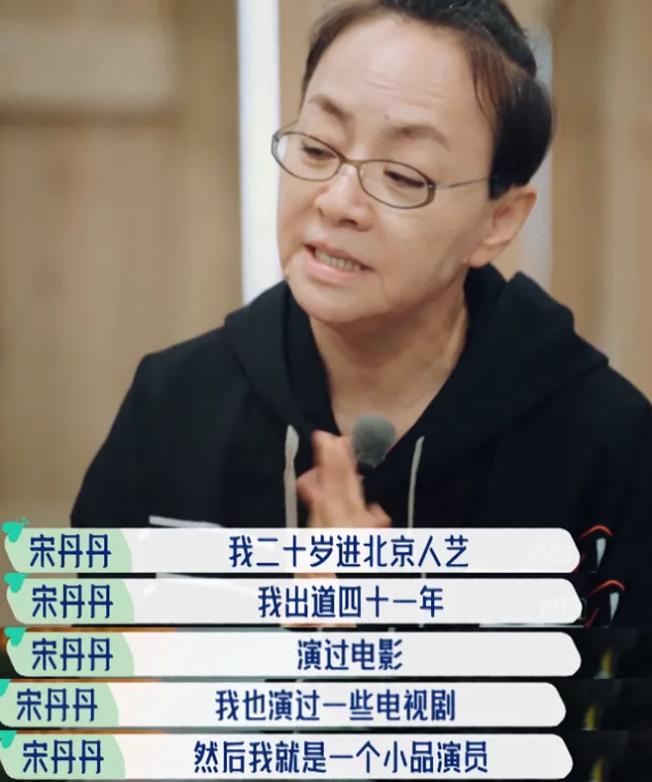 宋丹丹 我二十岁进北京人艺
宋丹丹 我出道四十一年
宋丹丹 演过电影
宋丹丹 我也演过一些电视剧
宋丹丹 然后我就是一个小品演员